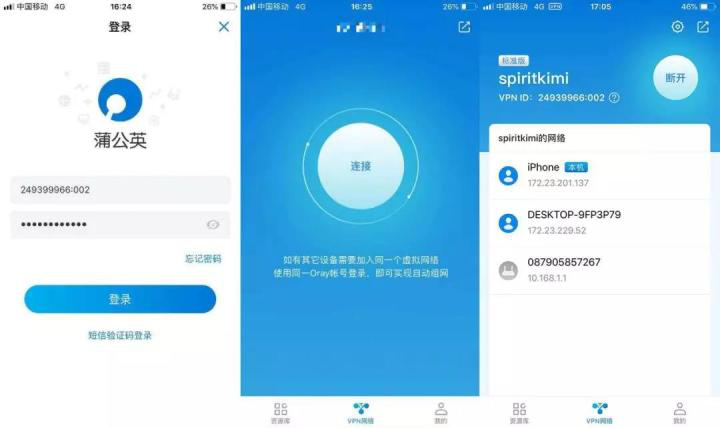 中国移动 4G 16:24 26%
登录
蒲公英
249399966:002
忘记密码
登录
短信验证码登录
中国移动 4G 16:25 26%
连接
如有其它设备需要加入同一个虚拟网络
使用同一Oray帐号登录，即可实现自动组网
资源库 VPN网络 我的
中国移动 4G VPN 17:05 46%
标准版
spiritkimi
VPN ID：24939966:002
断开
spiritkimi的网络
iPhone 本机
172.23.201.137
DESKTOP-9FP3P79
172.23.229.52
087905857267
10.168.1.1
资源库 VPN网络 我的